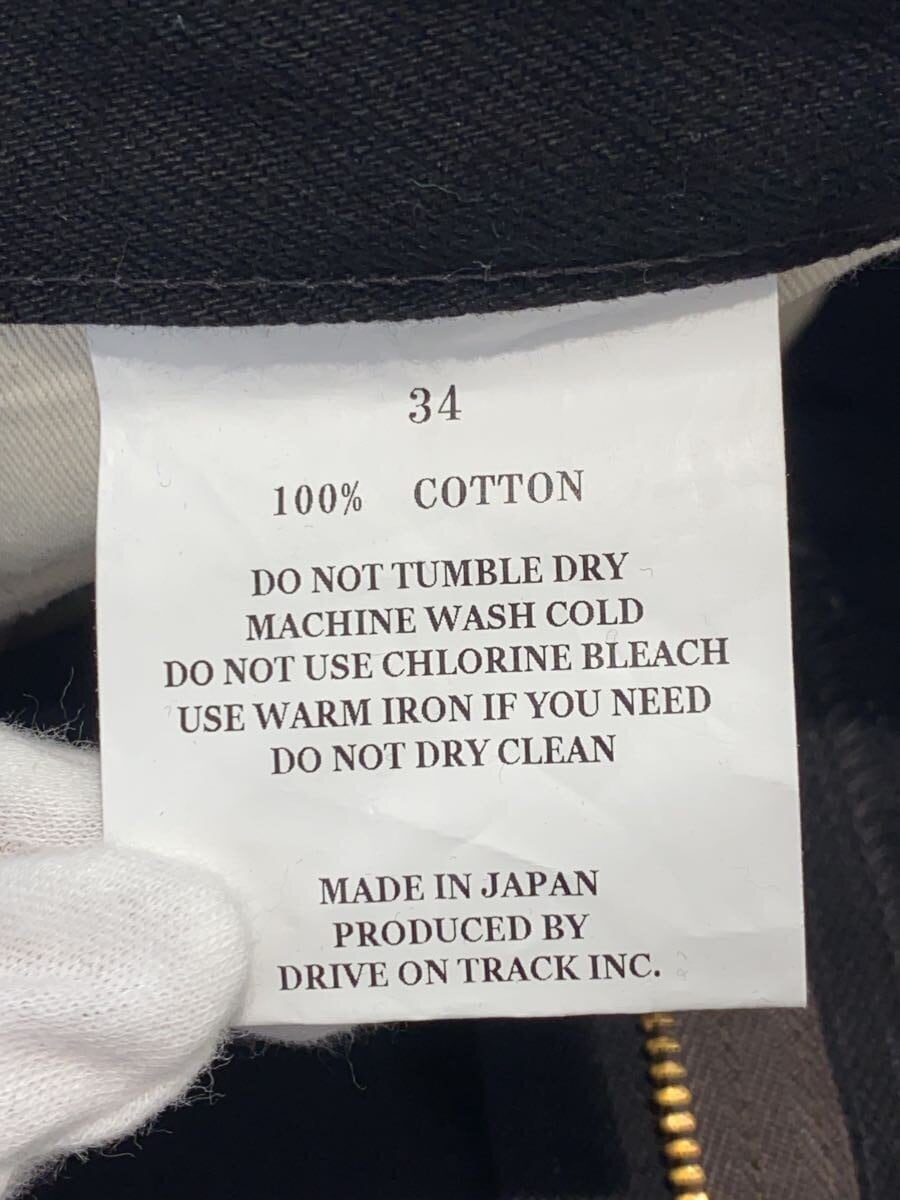 34
100% COTTON
DO NOT TUMBLE DRY
MACHINE WASH COLD
DO NOT USE CHLORINE BLEACH
USE WARM IRON IF YOU NEED
DO NOT DRY CLEAN
MADE IN JAPAN
PRODUCED BY
DRIVE ON TRACK INC.